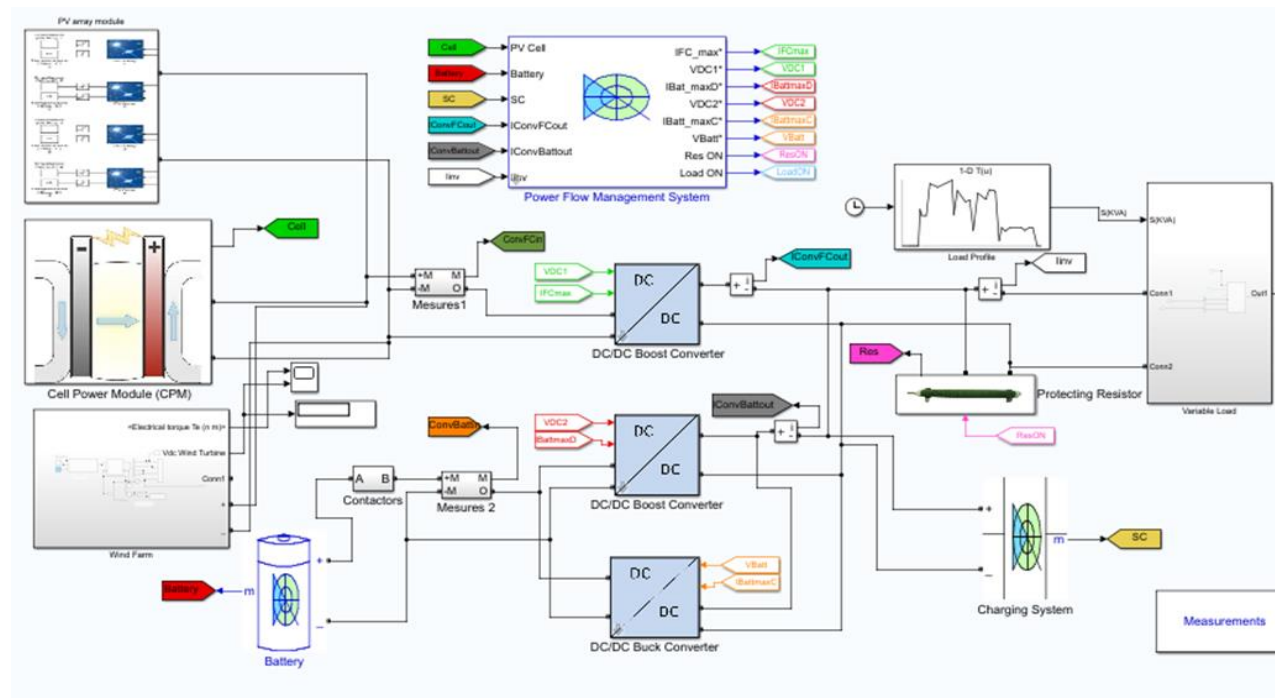 PV array module
Cell
Battery
SC
IConvFCout
IConvBattout
Iinv
PV Cell
Battery
SC
IConvFCout
IConvBattout
Iinv
IFC_max*
VDC1*
IBat_maxD*
VDC2*
IBatt_maxC*
VBatt*
Res ON
Load ON
IFCmax
VDC1
IBattmaxD
VDC2
IBattmaxC
VBatt
ResON
LoadON
Power Flow Management System
1-D T(u)
Load Profile
S(KVA)
S(KVA)
Conn1
Conn2
Out1
Variable Load
Cell
- +
Cell Power Module (CPM)
ConvFCin
+M M
-M O
Mesures1
VDC1
IFCmax
DC
DC
DC/DC Boost Converter
+ - i
IConvFCout
+ - i
Iinv
Res
Protecting Resistor
ResON
<Electrical torque Te (n m)>
Vdc Wind Turbine
Conn1
+
-
Wind Farm
ConvBattin
A B
Contactors
+M M
-M O
Mesures 2
VDC2
IBattmaxD
DC
DC
DC/DC Boost Converter
IConvBattout
+ - i
Battery
m
+
-
Battery
DC
DC
VBatt
IBattmaxC
DC/DC Buck Converter
+
-
m
SC
Charging System
Measurements